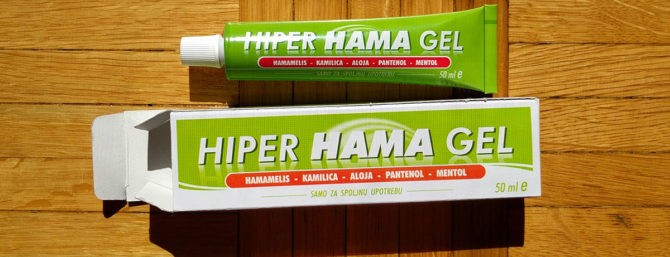 HIPER HAMA GEL
HAMAMELIS - KAMILICA - ALOJA - PANTENOL - MENTOL
SAMO ZA SPOLJNU UPOTREBU
50 ml e
HIPER HAMA GEL
HAMAMELIS - KAMILICA - ALOJA - PANTENOL - MENTOL
SAMO ZA SPOLJNU UPOTREBU
50 ml e